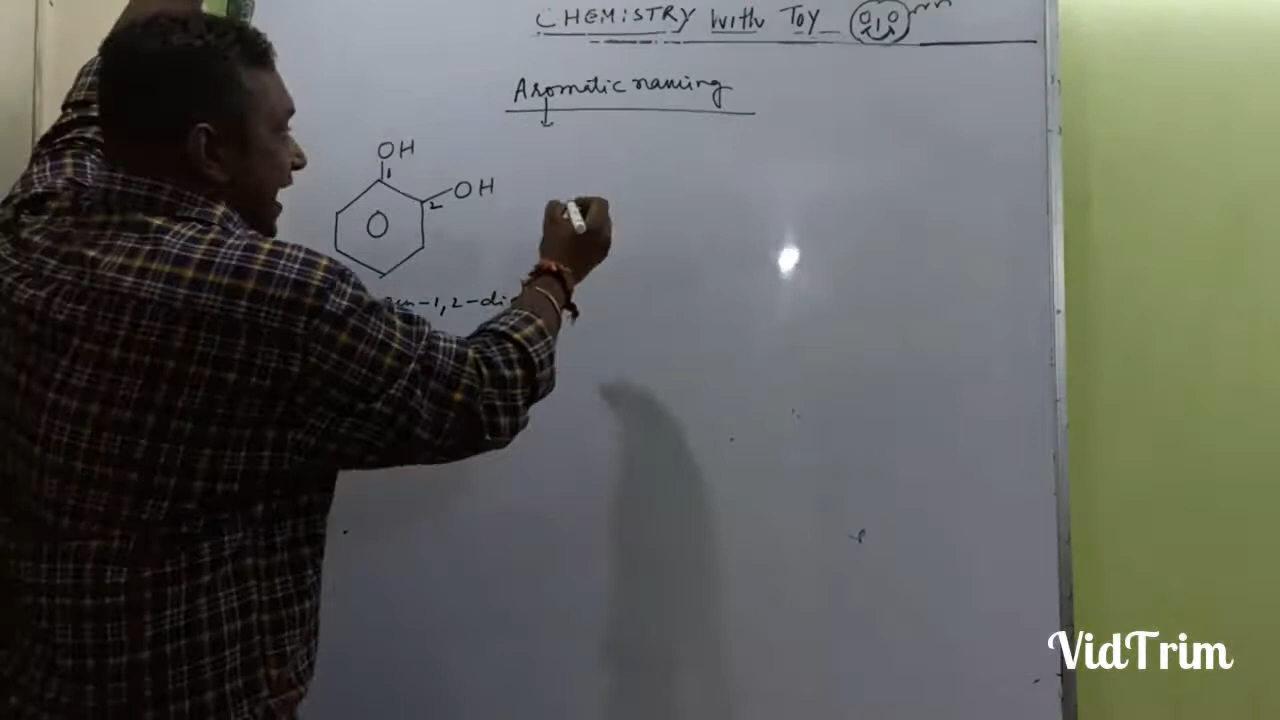 CHEMISTRY with Toy
Aromatic naming
OH
1
OH
2
-1,2-di
VidTrim